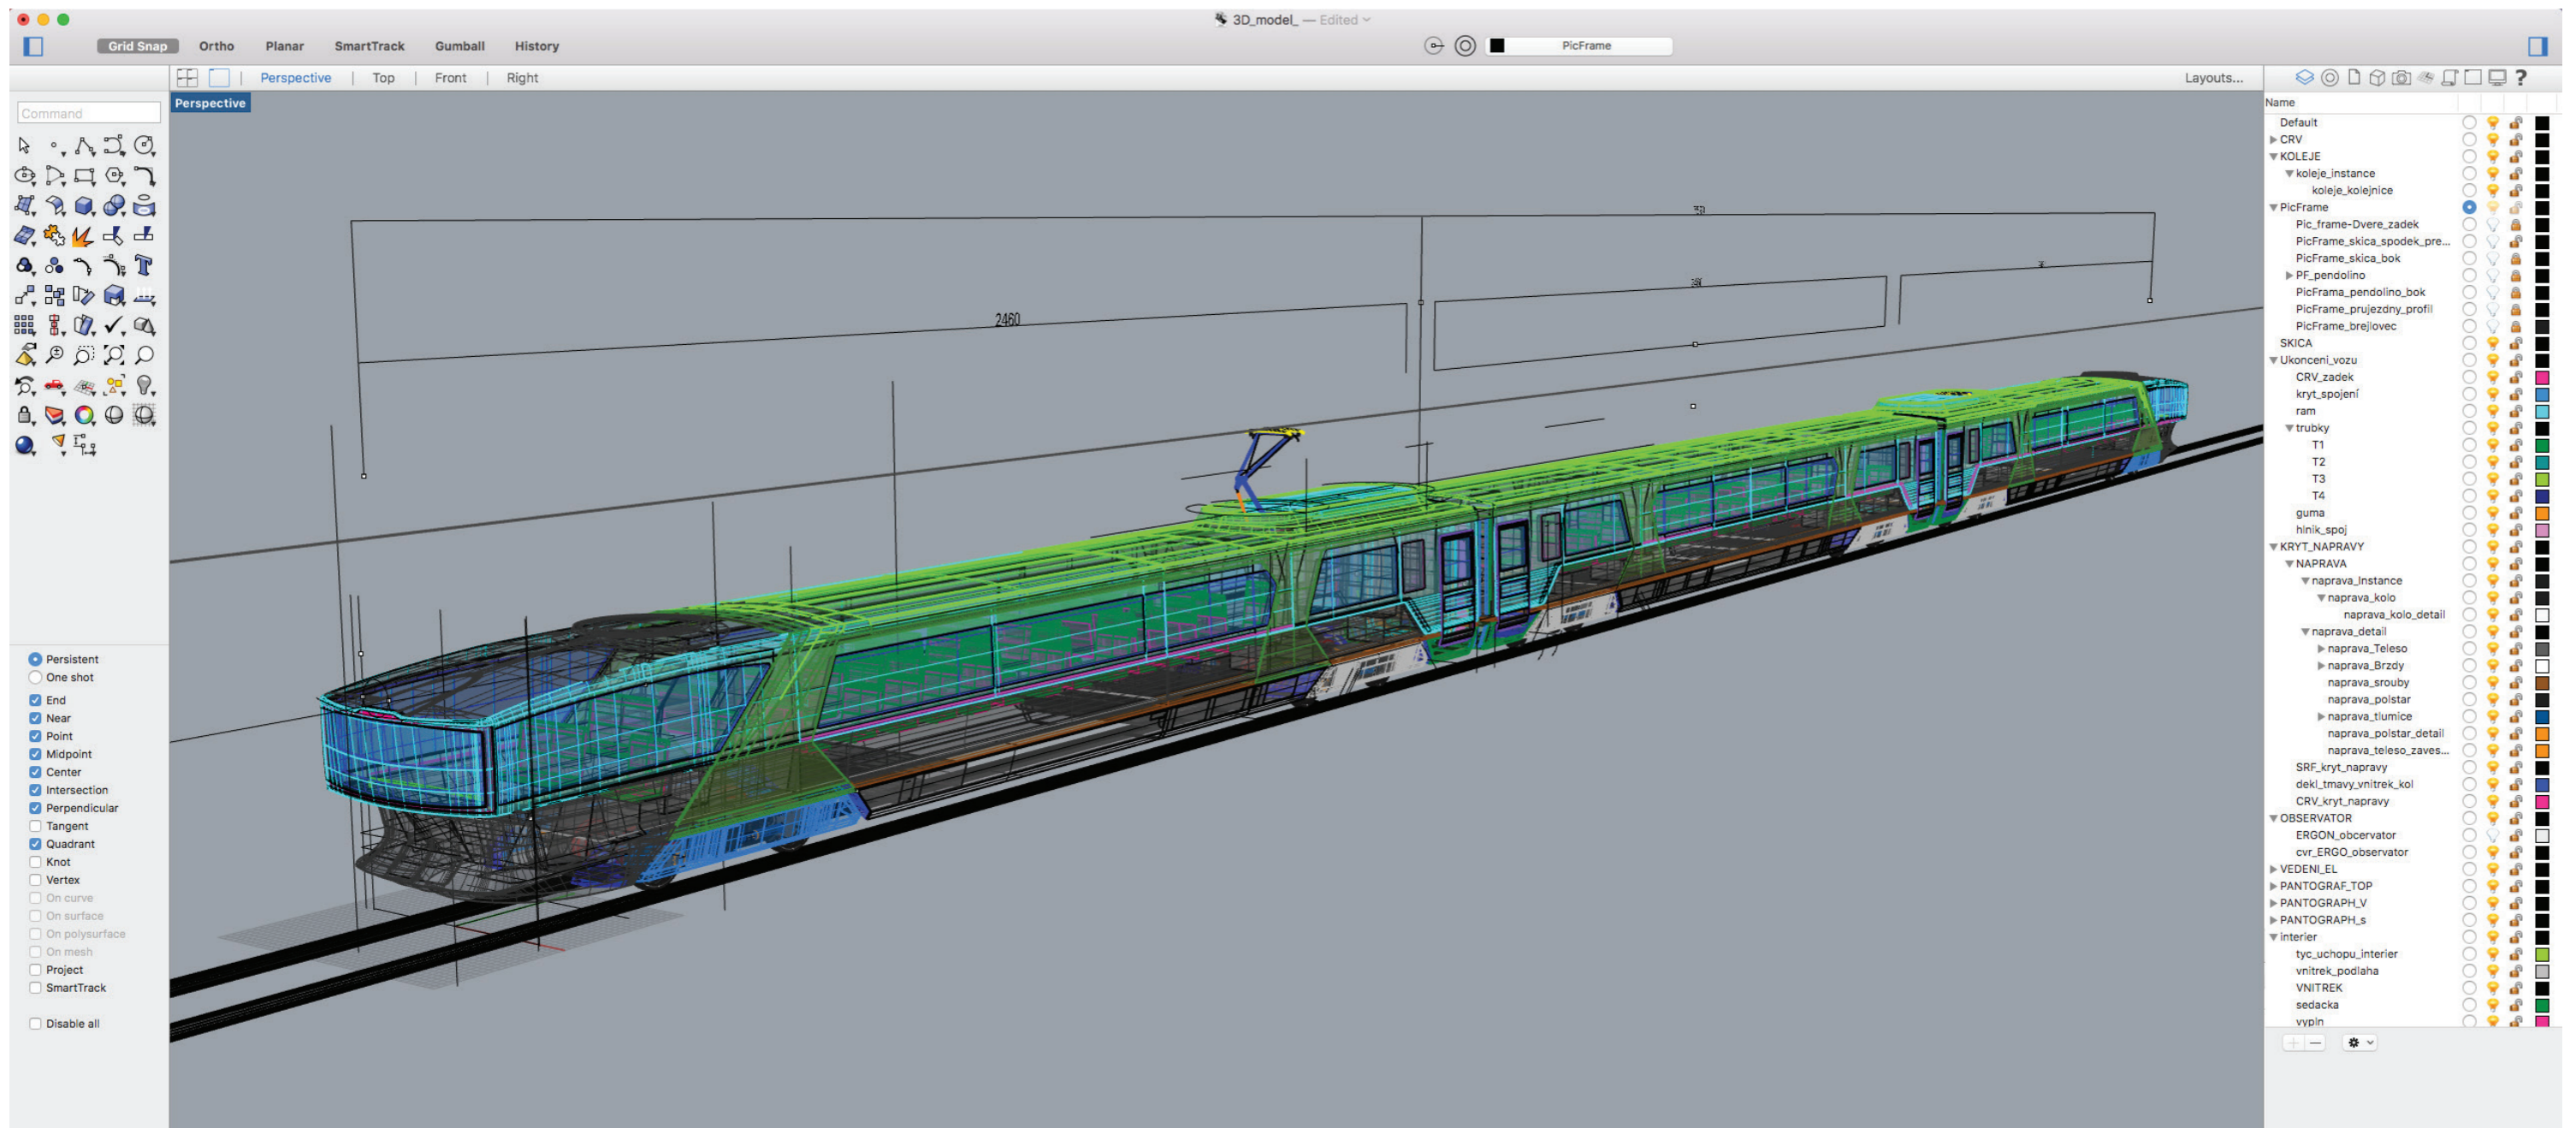 3D_model_ — Edited
Grid Snap Ortho Planar SmartTrack Gumball History PicFrame
Perspective | Top | Front | Right Layouts...
Command
Perspective
2460
Persistent
One shot
End
Near
Point
Midpoint
Center
Intersection
Perpendicular
Tangent
Quadrant
Knot
Vertex
On curve
On surface
On polysurface
On mesh
Project
SmartTrack
Disable all
Name
Default
CRV
KOLEJE
koleje_instance
koleje_kolejnice
PicFrame
Pic_frame-Dvere_zadek
PicFrame_skica_spodek_pre...
PicFrame_skica_bok
PF_pendolino
PicFrama_pendolino_bok
PicFrame_prujezdny_profil
PicFrame_brejlovec
SKICA
Ukonceni_vozu
CRV_zadek
kryt_spojení
ram
trubky
T1
T2
T3
T4
guma
hlnik_spoj
KRYT_NAPRAVY
NAPRAVA
naprava_Instance
naprava_kolo
naprava_kolo_detail
naprava_detail
naprava_Teleso
naprava_Brzdy
naprava_srouby
naprava_polstar
naprava_tlumice
naprava_polstar_detail
naprava_teleso_zaves...
SRF_kryt_napravy
dekl_tmavy_vnitrek_kol
CRV_kryt_napravy
OBSERVATOR
ERGON_obcervator
cvr_ERGO_observator
VEDENI_EL
PANTOGRAF_TOP
PANTOGRAPH_V
PANTOGRAPH_s
interier
tyc_uchopu_interier
vnitrek_podlaha
VNITREK
sedacka
vypln